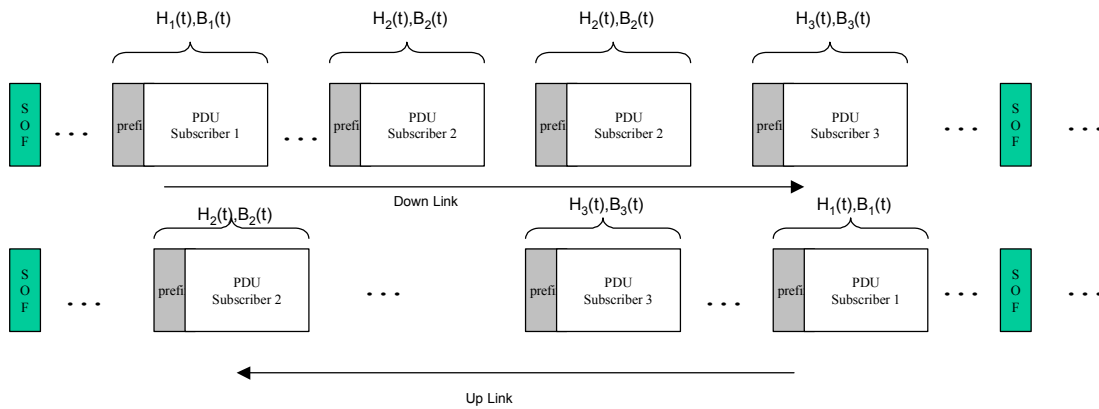 H1(t),B1(t) H2(t),B2(t) H2(t),B2(t) H3(t),B3(t)
S
O
F
. . .
prefi
PDU
Subscriber 1
. . .
prefi
PDU
Subscriber 2
prefi
PDU
Subscriber 2
prefi
PDU
Subscriber 3
. . .
S
O
F
. . .
Down Link
H2(t),B2(t) H3(t),B3(t) H1(t),B1(t)
S
O
F
. . .
prefi
PDU
Subscriber 2
. . .
prefi
PDU
Subscriber 3
. . .
prefi
PDU
Subscriber 1
. . .
S
O
F
. . .
Up Link